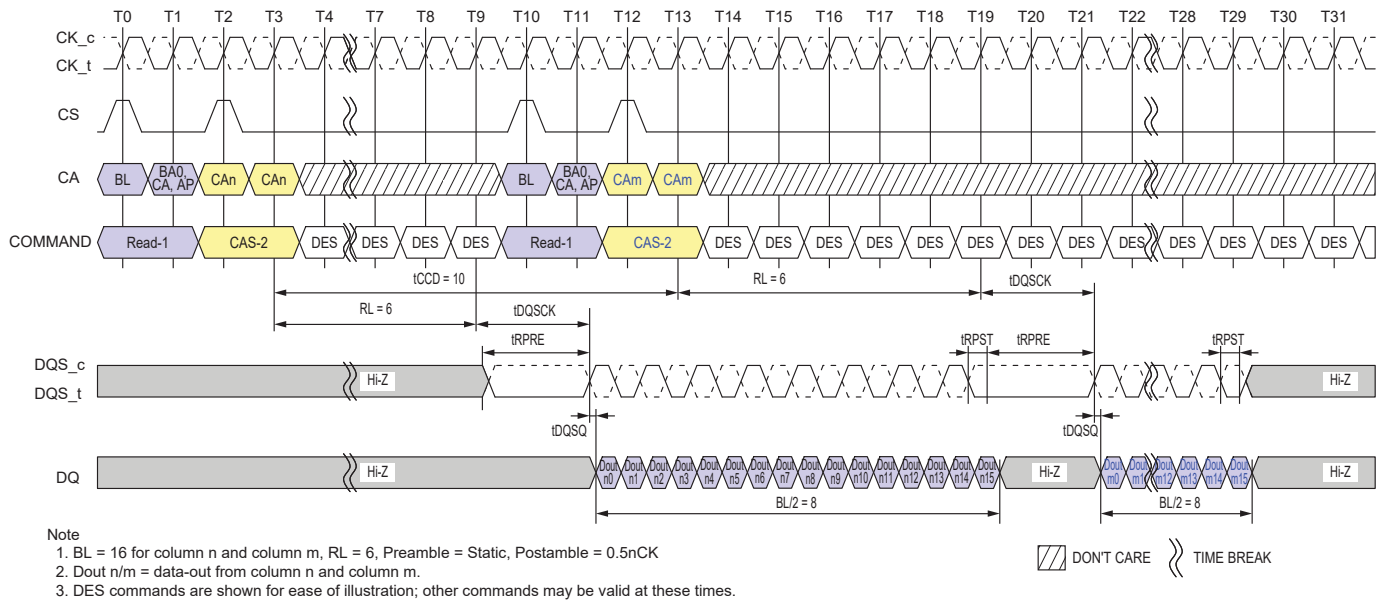 T0 T1 T2 T3 T4 T7 T8 T9 T10 T11 T12 T13 T14 T15 T16 T17 T18 T19 T20 T21 T22 T28 T29 T30 T31
CK_c
CK_t
CS
CA BL BA0, CA, AP CAn CAn BL BA0, CA, AP CAm CAm
COMMAND Read-1 CAS-2 DES DES DES DES Read-1 CAS-2 DES DES DES DES DES DES DES DES DES DES DES DES DES
tCCD = 10 RL = 6 tDQSCK
RL = 6 tDQSCK
tRPRE tRPST tRPRE tRPST
DQS_c
DQS_t
Hi-Z Hi-Z
tDQSQ tDQSQ
DQ Hi-Z Dout n0 Dout n1 Dout n2 Dout n3 Dout n4 Dout n5 Dout n6 Dout n7 Dout n8 Dout n9 Dout n10 Dout n11 Dout n12 Dout n13 Dout n14 Dout n15 Hi-Z Dout m0 Dout m1 Dout m12 Dout m13 Dout m14 Dout m15 Hi-Z
BL/2 = 8 BL/2 = 8
Note
1. BL = 16 for column n and column m, RL = 6, Preamble = Static, Postamble = 0.5nCK
2. Dout n/m = data-out from column n and column m.
3. DES commands are shown for ease of illustration; other commands may be valid at these times.
DON'T CARE TIME BREAK